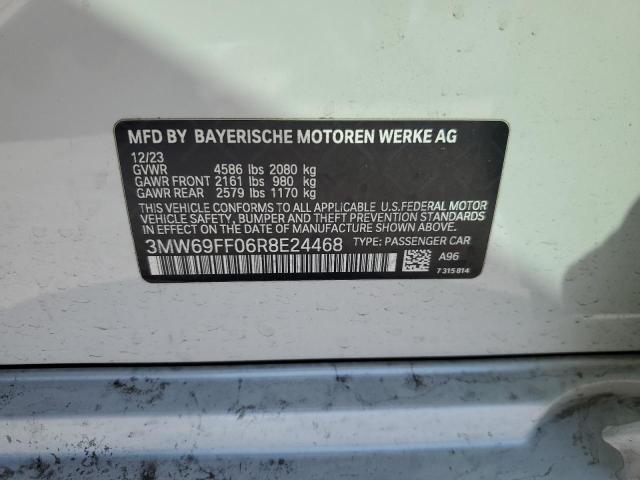 MFD BY BAYERISCHE MOTOREN WERKE AG
12/23
GVWR 4586 lbs 2080 kg
GAWR FRONT 2161 lbs 980 kg
GAWR REAR 2579 lbs 1170 kg
THIS VEHICLE CONFORMS TO ALL APPLICABLE U.S.FEDERAL MOTOR
VEHICLE SAFETY, BUMPER AND THEFT PREVENTION STANDARDS
IN EFFECT ON THE DATE OF MANUFACTURE SHOWN ABOVE.
3MW69FF06R8E24468 TYPE: PASSENGER CAR
A96
7 315 814